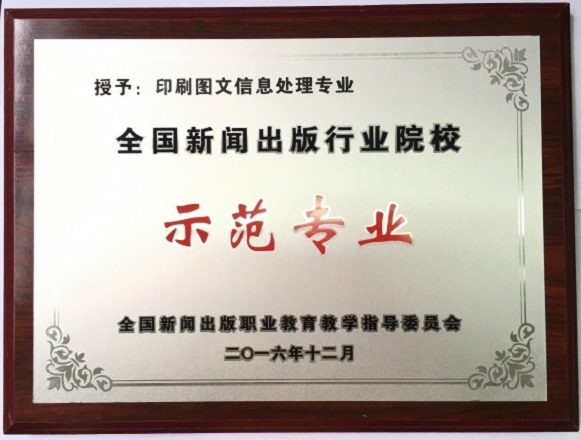 授予：印刷图文信息处理专业
全国新闻出版行业院校
示范专业
全国新闻出版职业教育教学指导委员会
二〇一六年十二月